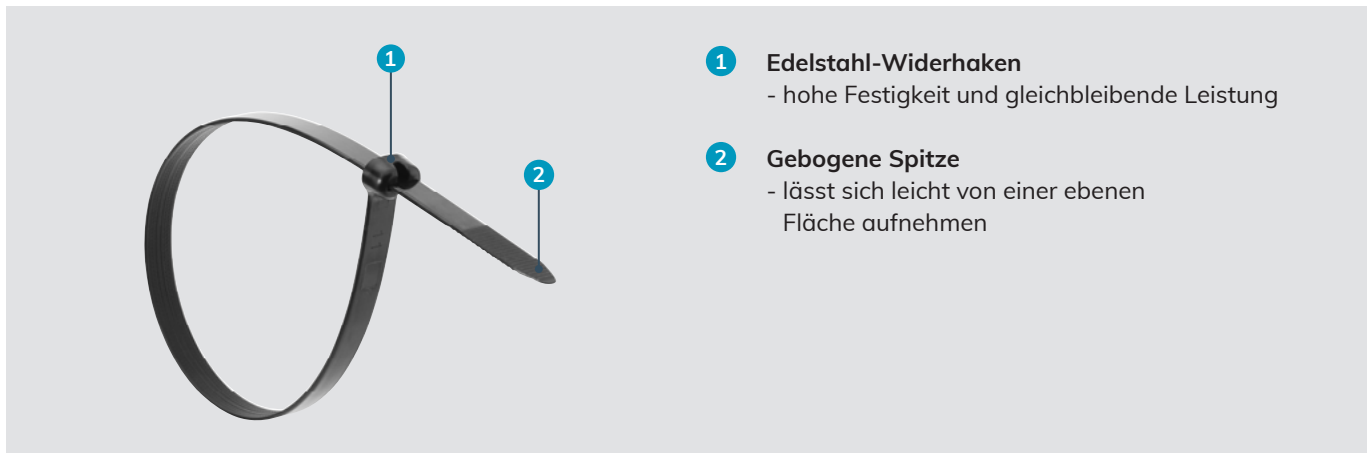 1
2
1 Edelstahl-Widerhaken
- hohe Festigkeit und gleichbleibende Leistung
2 Gebogene Spitze
- lässt sich leicht von einer ebenen
Fläche aufnehmen